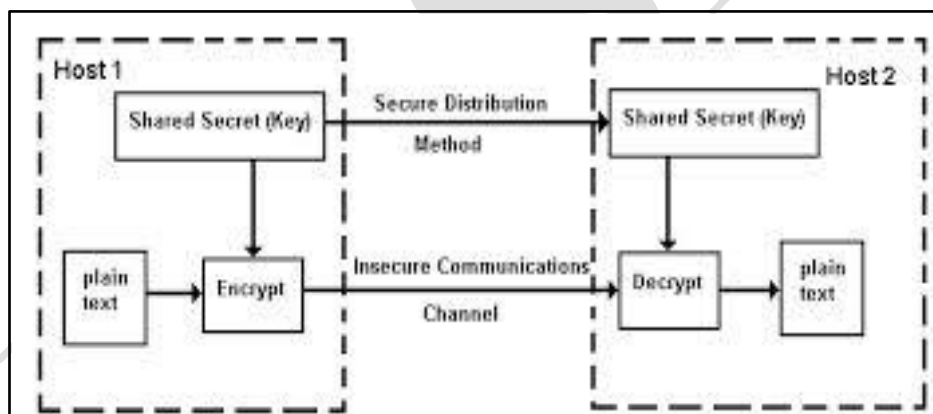 Host 1
Host 2
Shared Secret (Key)
Secure Distribution
Method
Shared Secret (Key)
plain
text
Encrypt
Insecure Communications
Channel
Decrypt
plain
text